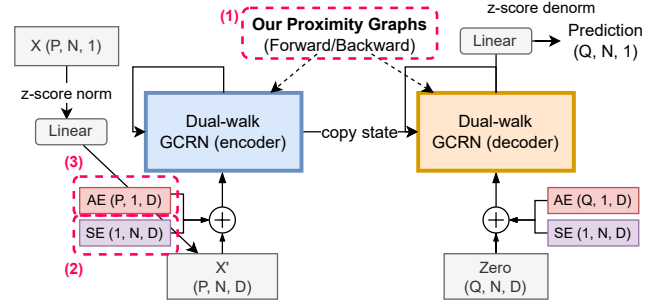 X (P, N, 1)
z-score norm
Linear
(3)
AE (P, 1, D)
SE (1, N, D)
(2)
X'
(P, N, D)
Dual-walk
GCRN (encoder)
(1)
Our Proximity Graphs
(Forward/Backward)
copy state
Dual-walk
GCRN (decoder)
z-score denorm
Linear
Prediction
(Q, N, 1)
AE (Q, 1, D)
SE (1, N, D)
Zero
(Q, N, D)